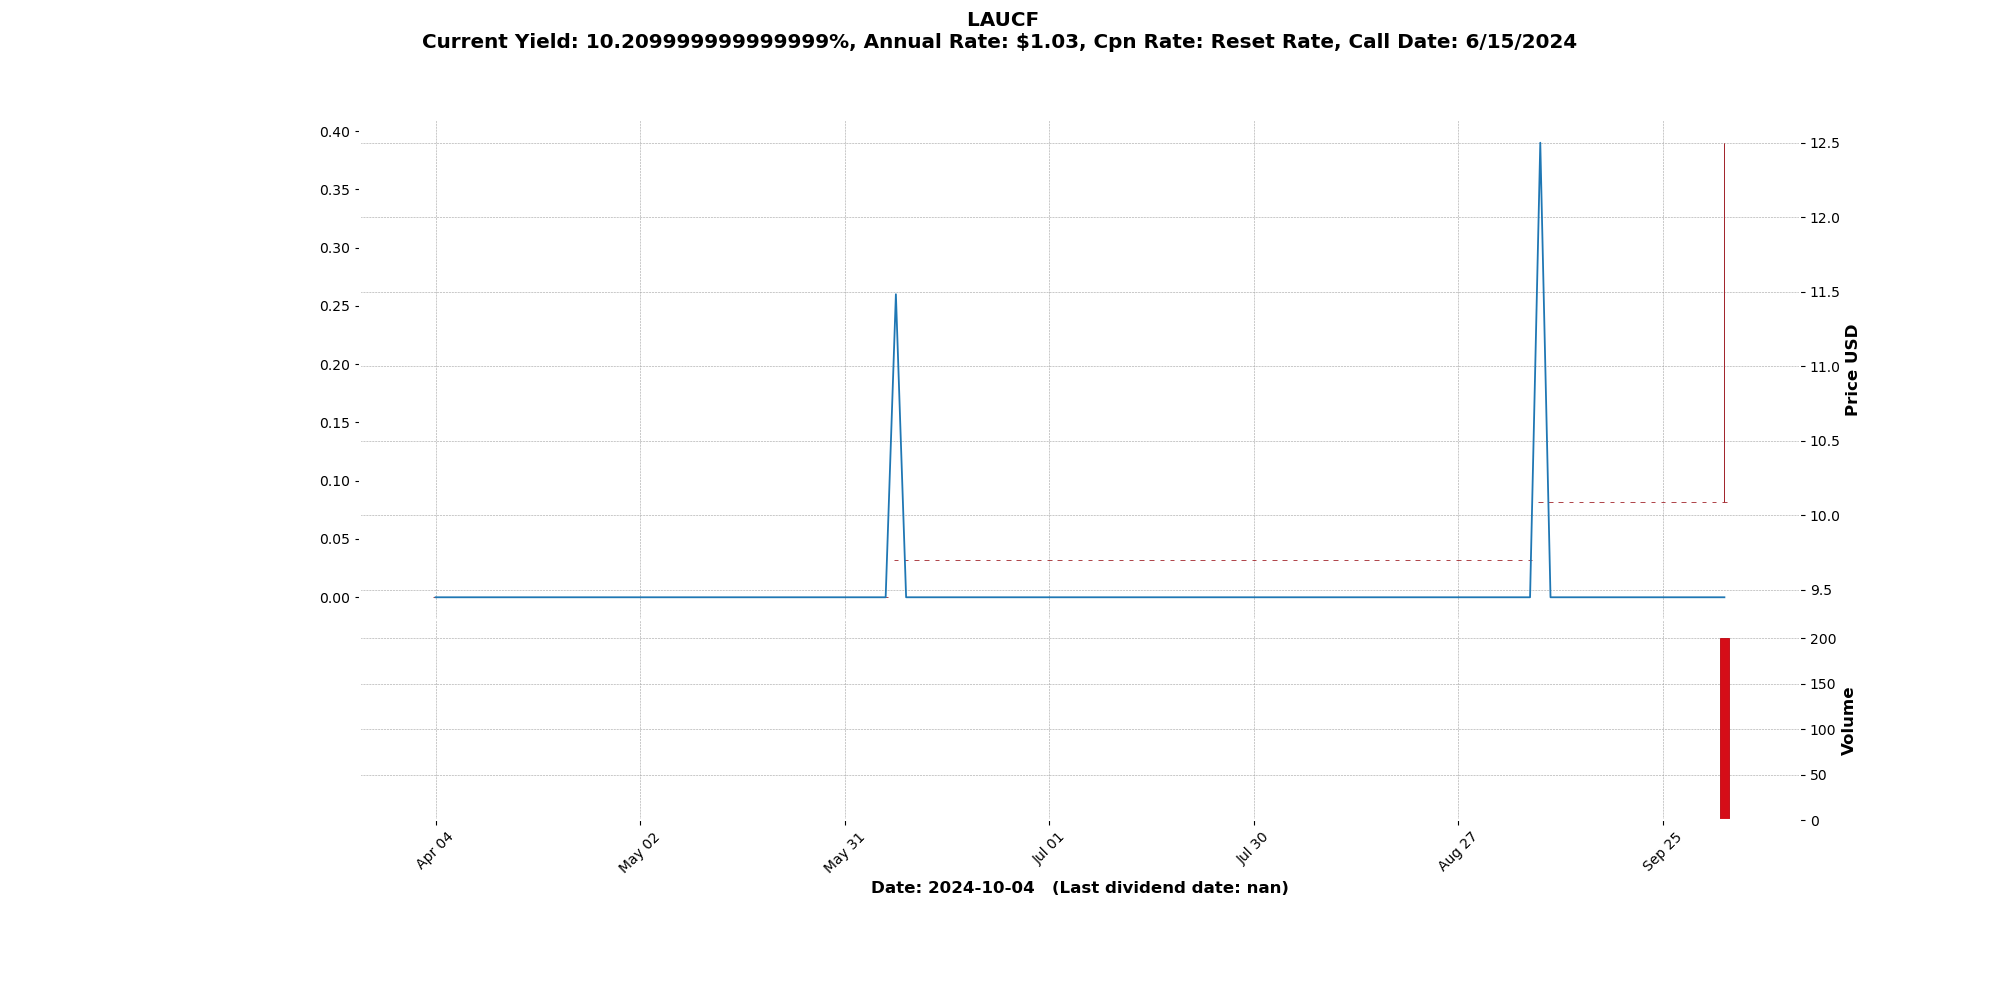 LAUCF
Current Yield: 10.209999999999999%, Annual Rate: $1.03, Cpn Rate: Reset Rate, Call Date: 6/15/2024
0.40
0.35
0.30
0.25
0.20
0.15
0.10
0.05
0.00
12.5
12.0
11.5
11.0
10.5
10.0
9.5
Price USD
200
150
100
50
0
Volume
Apr 04
May 02
May 31
Jul 01
Jul 30
Aug 27
Sep 25
Date: 2024-10-04 (Last dividend date: nan)